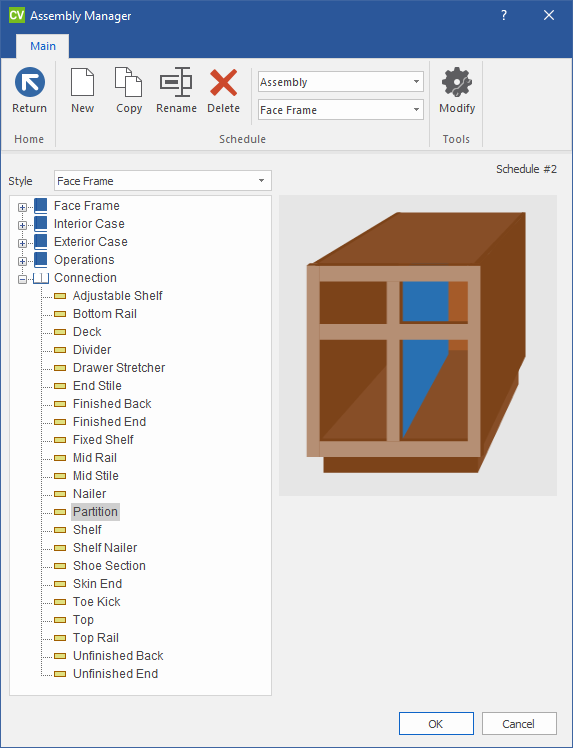 CV Assembly Manager ?
Main
Return
New
Copy
Rename
Delete
Assembly
Face Frame
Modify
Home
Schedule
Tools
Schedule #2
Style Face Frame
Face Frame
Interior Case
Exterior Case
Operations
Connection
Adjustable Shelf
Bottom Rail
Deck
Divider
Drawer Stretcher
End Stile
Finished Back
Finished End
Fixed Shelf
Mid Rail
Mid Stile
Nailer
Partition
Shelf
Shelf Nailer
Shoe Section
Skin End
Toe Kick
Top
Top Rail
Unfinished Back
Unfinished End
OK
Cancel